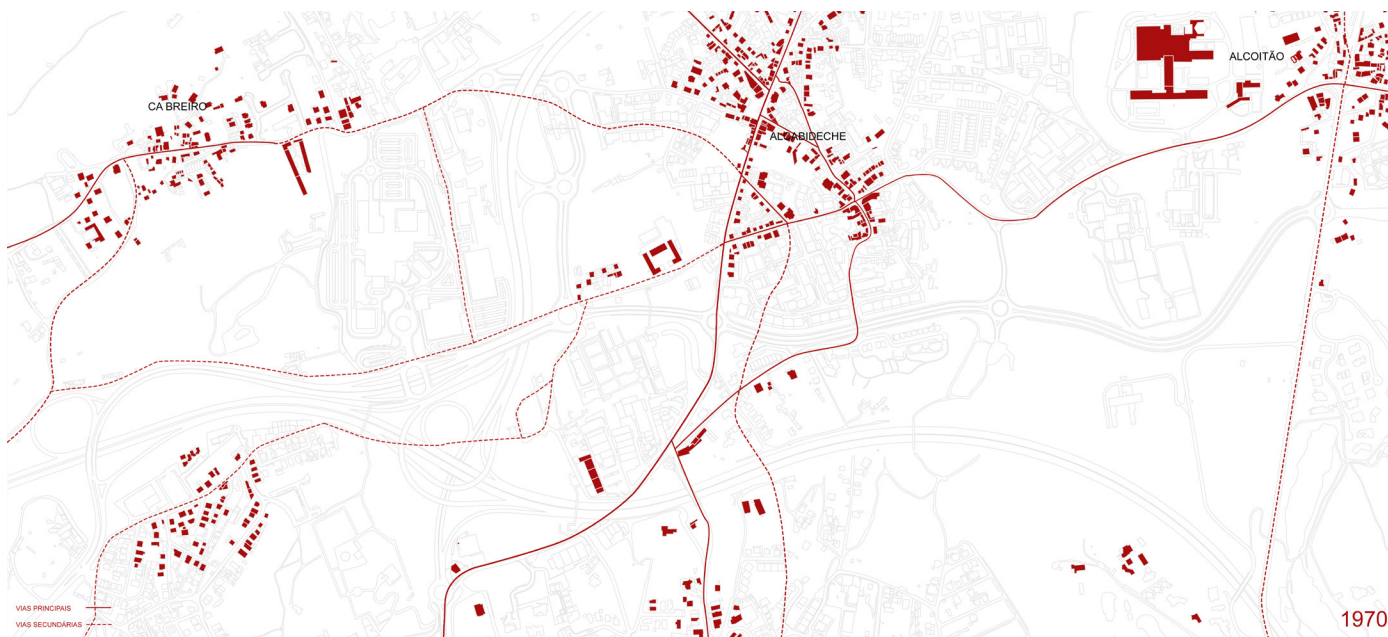 ALCOITÃO
CA BREIRO
ALCABIDECHE
VIAS PRINCIPAIS
VIAS SECUNDÁRIAS
1970